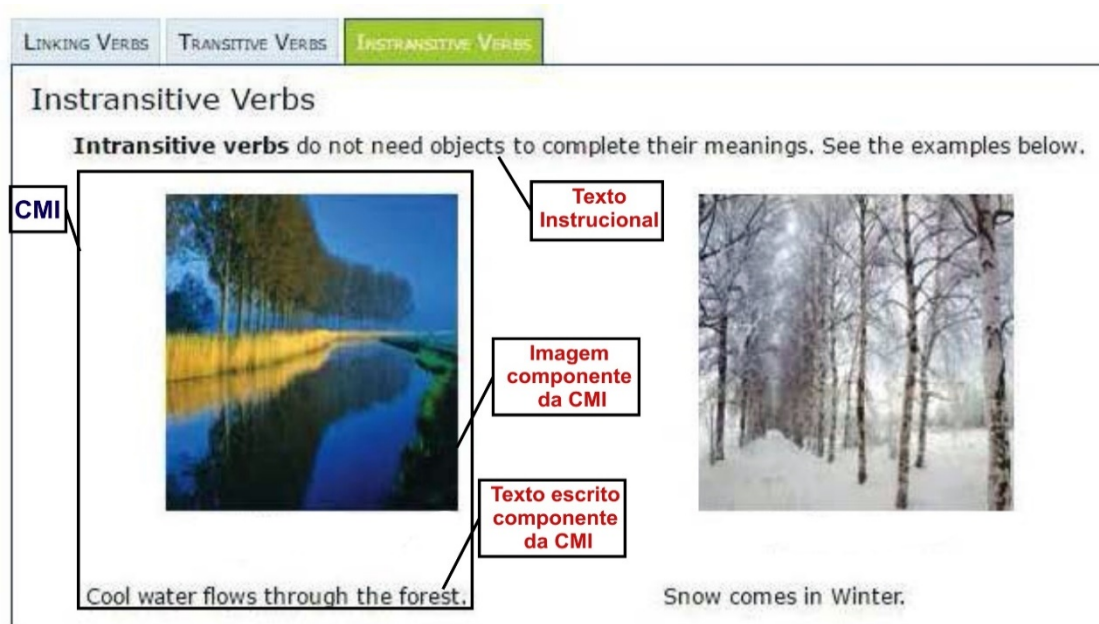 LINKING VERBS TRANSITIVE VERBS INSTRANSITIVE VERBS
Instransitive Verbs
Intransitive verbs do not need objects to complete their meanings. See the examples below.
CMI
Texto
Instrucional
Imagem
componente
da CMI
Texto escrito
componente
da CMI
Cool water flows through the forest.
Snow comes in Winter.